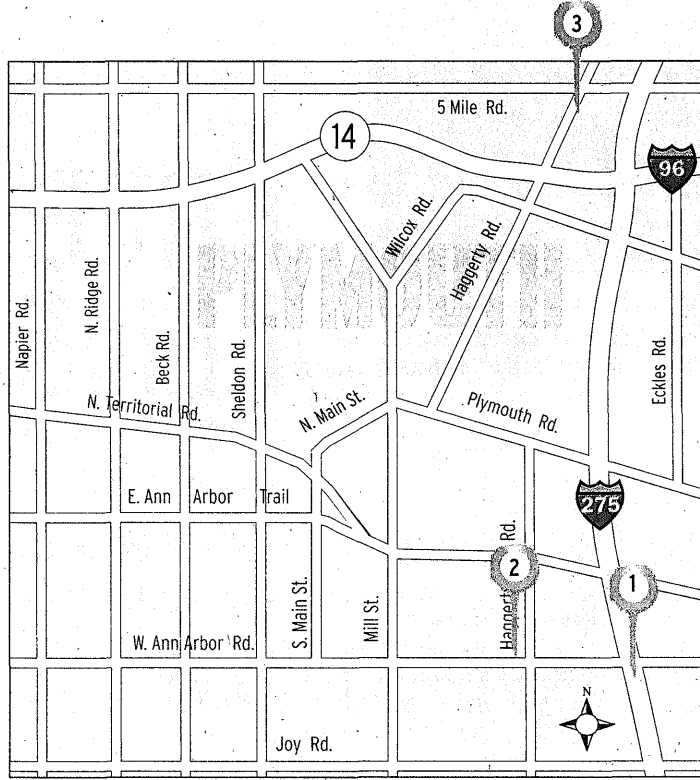 3
5 Mile Rd.
14
96
Wilcox Rd.
Haggerty Rd.
PLYMOUTH
N. Ridge Rd.
Napier Rd.
Beck Rd.
Sheldon Rd.
Eckles Rd.
N. Territorial Rd.
N. Main St.
Plymouth Rd.
E. Ann Arbor Trail
275
Haggerty Rd.
2
1
S. Main St.
Mill St.
W. Ann Arbor Rd.
N
Joy Rd.